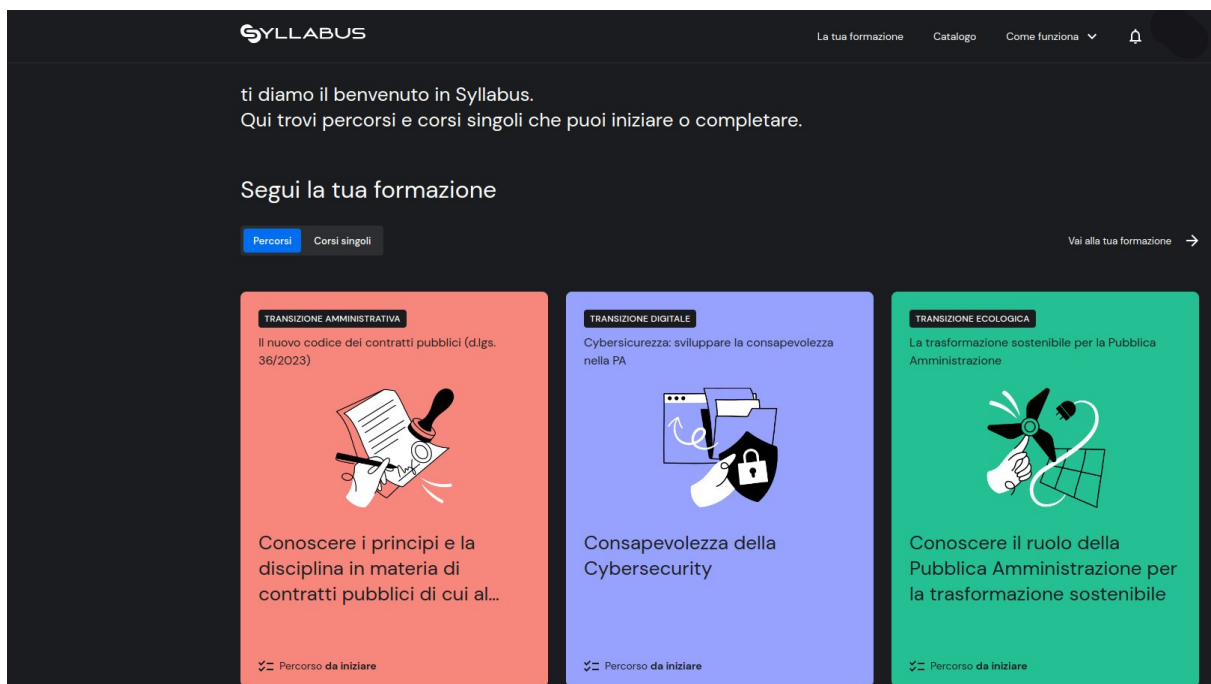 SYLLABUS
La tua formazione Catalogo Come funziona
ti diamo il benvenuto in Syllabus.
Qui trovi percorsi e corsi singoli che puoi iniziare o completare.
Segui la tua formazione
Percorsi Corsi singoli
Vai alla tua formazione
TRANSIZIONE AMMINISTRATIVA
Il nuovo codice dei contratti pubblici (d.lgs.
36/2023)
Conoscere i principi e la
disciplina in materia di
contratti pubblici di cui al...
Percorso da iniziare
TRANSIZIONE DIGITALE
Cybersicurezza: sviluppare la consapevolezza
nella PA
Consapevolezza della
Cybersecurity
Percorso da iniziare
TRANSIZIONE ECOLOGICA
La trasformazione sostenibile per la Pubblica
Amministrazione
Conoscere il ruolo della
Pubblica Amministrazione per
la trasformazione sostenibile
Percorso da iniziare